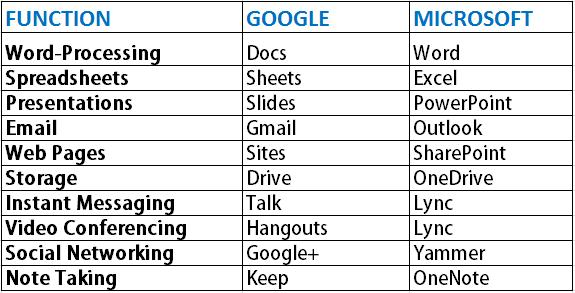 FUNCTION GOOGLE MICROSOFT
Word-Processing Docs Word
Spreadsheets Sheets Excel
Presentations Slides PowerPoint
Email Gmail Outlook
Web Pages Sites SharePoint
Storage Drive OneDrive
Instant Messaging Talk Lync
Video Conferencing Hangouts Lync
Social Networking Google+ Yammer
Note Taking Keep OneNote